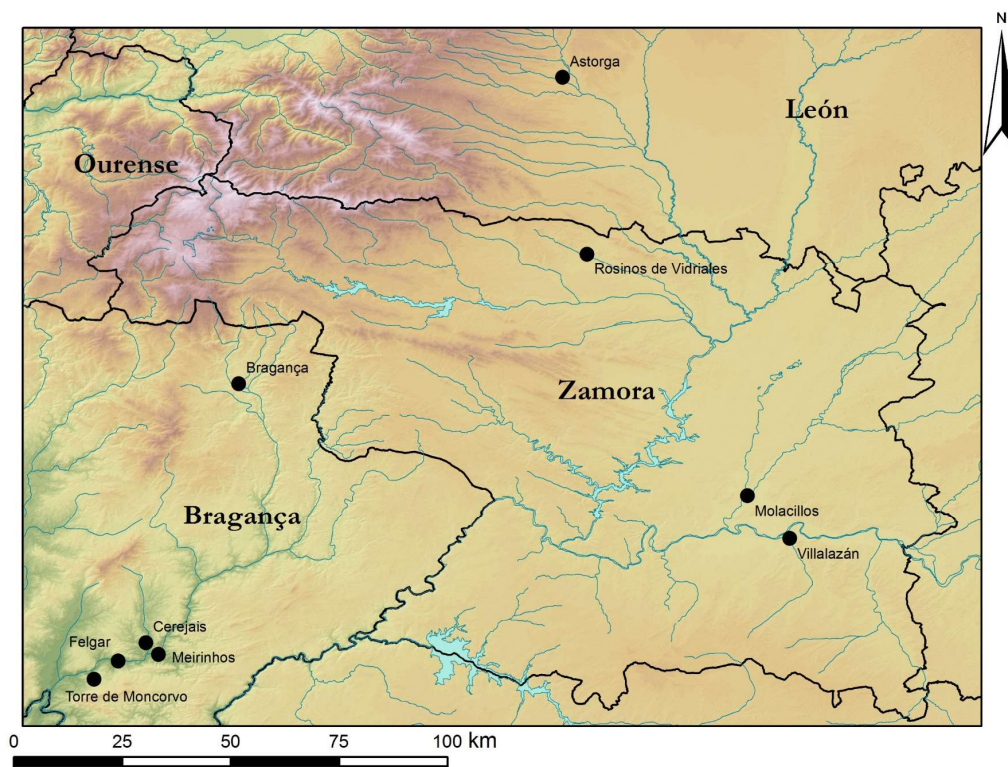 N
Astorga
León
Ourense
Rosinos de Vidriales
Bragança
Zamora
Molacillos
Bragança
Villalazán
Cerejais
Felgar
Meirinhos
Torre de Moncorvo
0 25 50 75 100 km